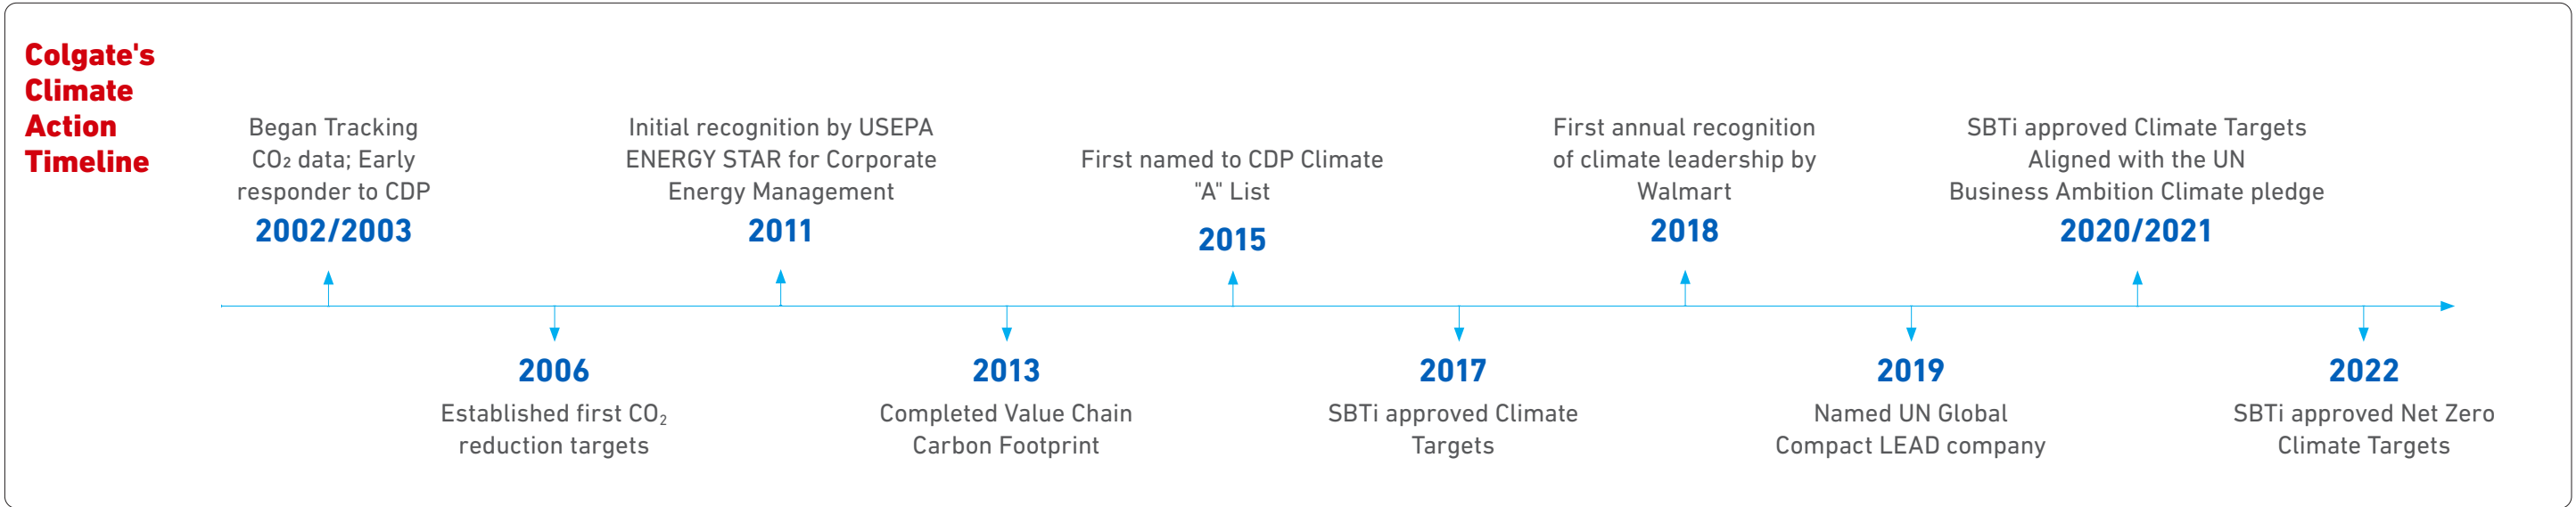 Colgate's
Climate
Action
Timeline
Began Tracking
CO₂ data; Early
responder to CDP
2002/2003
2006
Established first CO₂
reduction targets
Initial recognition by USEPA
ENERGY STAR for Corporate
Energy Management
2011
2013
Completed Value Chain
Carbon Footprint
First named to CDP Climate
"A" List
2015
2017
SBTi approved Climate
Targets
First annual recognition
of climate leadership by
Walmart
2018
2019
Named UN Global
Compact LEAD company
SBTi approved Climate Targets
Aligned with the UN
Business Ambition Climate pledge
2020/2021
2022
SBTi approved Net Zero
Climate Targets